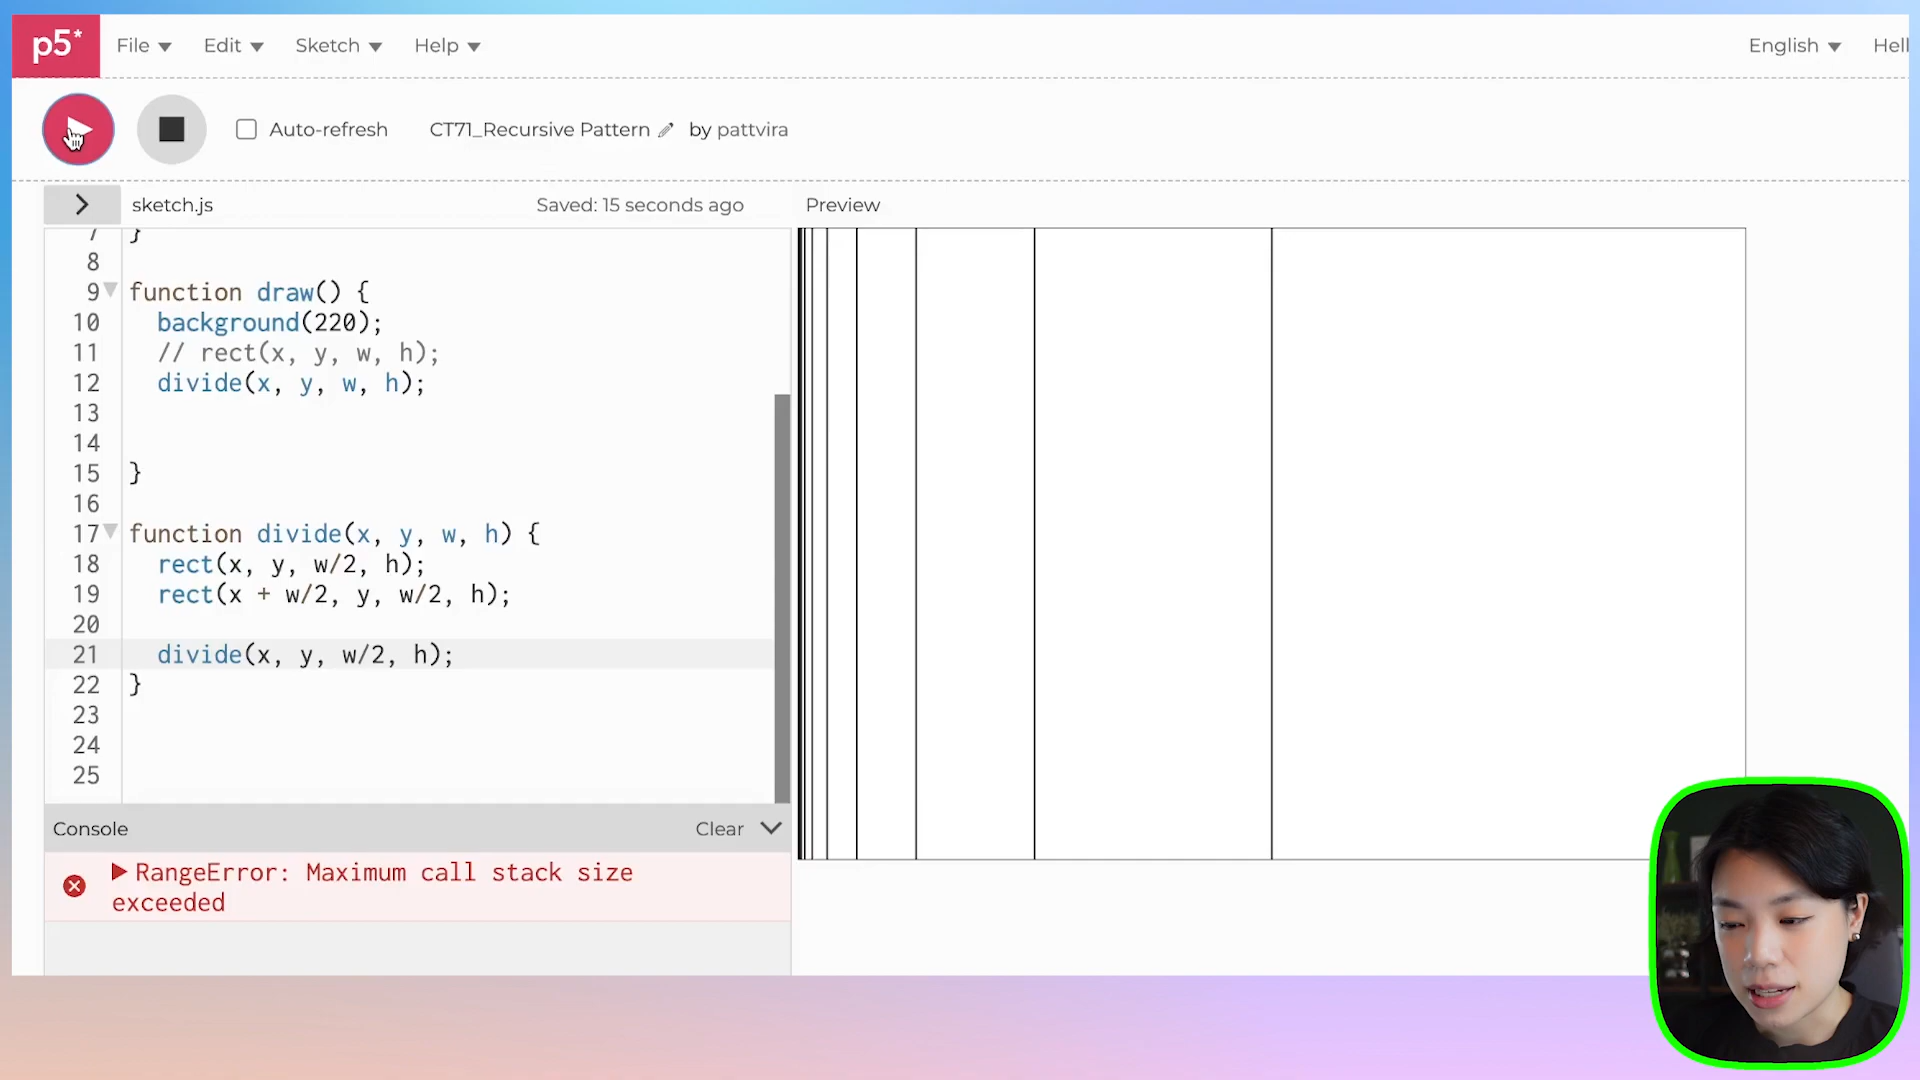 p5*
File Edit Sketch Help English Hell
Auto-refresh CT71_Recursive Pattern by pattvira
sketch.js Saved: 15 seconds ago Preview
7 }
8
9 function draw() {
10 background(220);
11 // rect(x, y, w, h);
12 divide(x, y, w, h);
13
14
15 }
16
17 function divide(x, y, w, h) {
18 rect(x, y, w/2, h);
19 rect(x + w/2, y, w/2, h);
20
21 divide(x, y, w/2, h);
22 }
23
24
25
Console Clear
RangeError: Maximum call stack size
exceeded